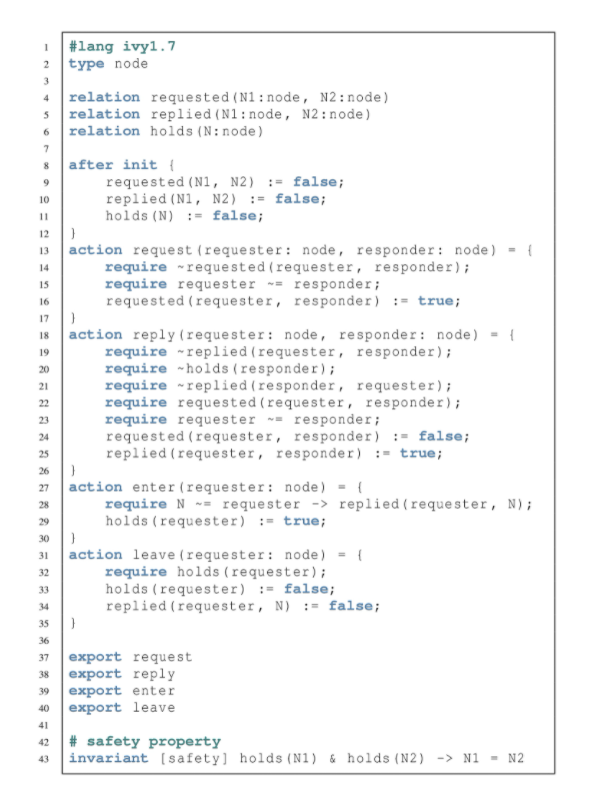 1 #lang ivy1.7
2 type node
3
4 relation requested(N1:node, N2:node)
5 relation replied(N1:node, N2:node)
6 relation holds(N:node)
7
8 after init {
9     requested(N1, N2) := false;
10     replied(N1, N2) := false;
11     holds(N) := false;
12 }
13 action request(requester: node, responder: node) = {
14     require ~requested(requester, responder);
15     require requester ~= responder;
16     requested(requester, responder) := true;
17 }
18 action reply(requester: node, responder: node) = {
19     require ~replied(requester, responder);
20     require ~holds(responder);
21     require ~replied(responder, requester);
22     require requested(requester, responder);
23     require requester ~= responder;
24     requested(requester, responder) := false;
25     replied(requester, responder) := true;
26 }
27 action enter(requester: node) = {
28     require N ~= requester -> replied(requester, N);
29     holds(requester) := true;
30 }
31 action leave(requester: node) = {
32     require holds(requester);
33     holds(requester) := false;
34     replied(requester, N) := false;
35 }
36
37 export request
38 export reply
39 export enter
40 export leave
41
42 # safety property
43 invariant [safety] holds(N1) & holds(N2) -> N1 = N2